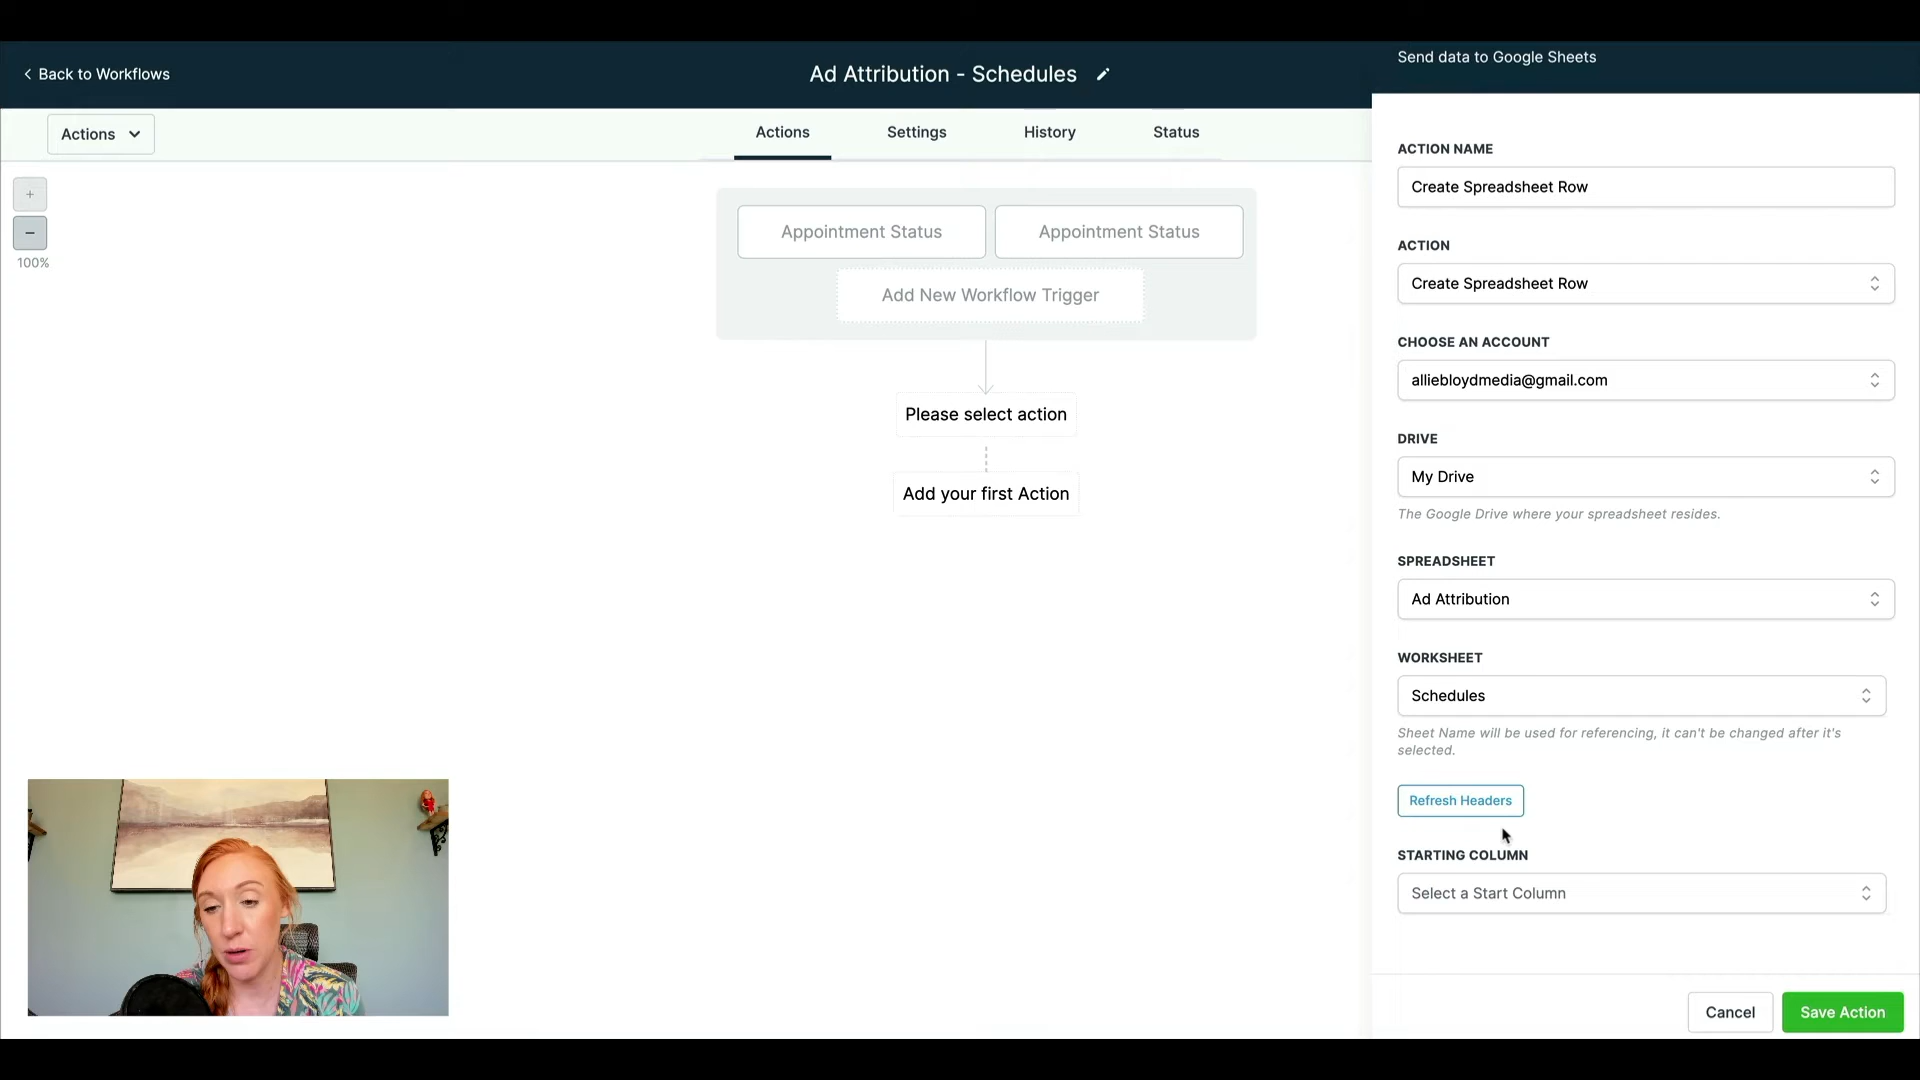 Send data to Google Sheets
Back to Workflows
Ad Attribution - Schedules
Actions
Actions
Settings
History
Status
+
−
100%
Appointment Status
Appointment Status
Add New Workflow Trigger
Please select action
Add your first Action
ACTION NAME
Create Spreadsheet Row
ACTION
Create Spreadsheet Row
CHOOSE AN ACCOUNT
alliebloydmedia@gmail.com
DRIVE
My Drive
The Google Drive where your spreadsheet resides.
SPREADSHEET
Ad Attribution
WORKSHEET
Schedules
Sheet Name will be used for referencing, it can't be changed after it's
selected.
Refresh Headers
STARTING COLUMN
Select a Start Column
Cancel
Save Action